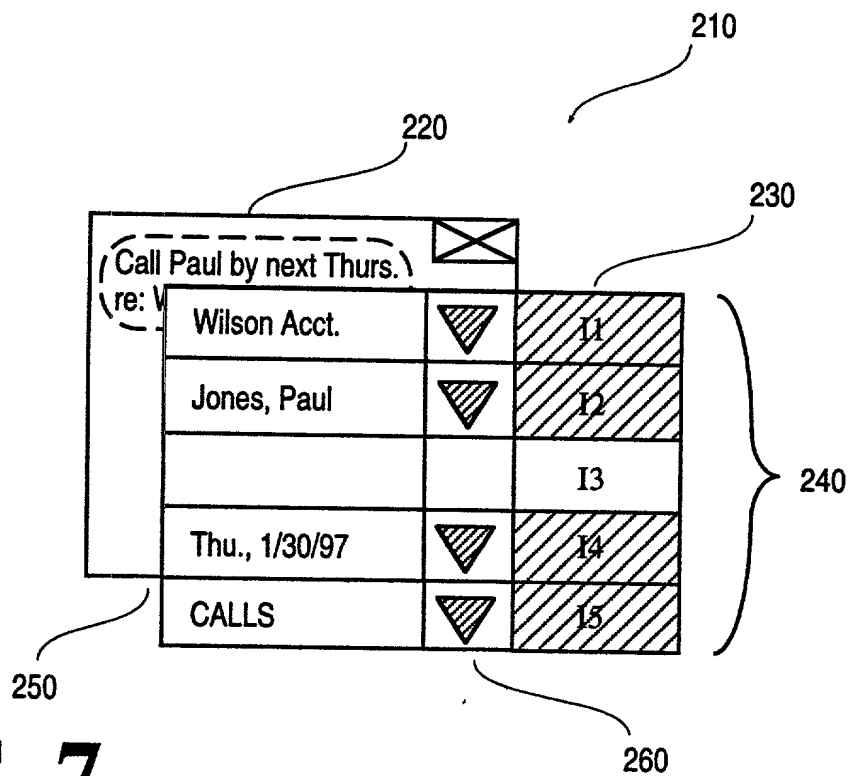 210
220
230
Call Paul by next Thurs.
re:
Wilson Acct. I1
Jones, Paul I2
I3
240
Thu., 1/30/97 I4
CALLS I5
250
260
7